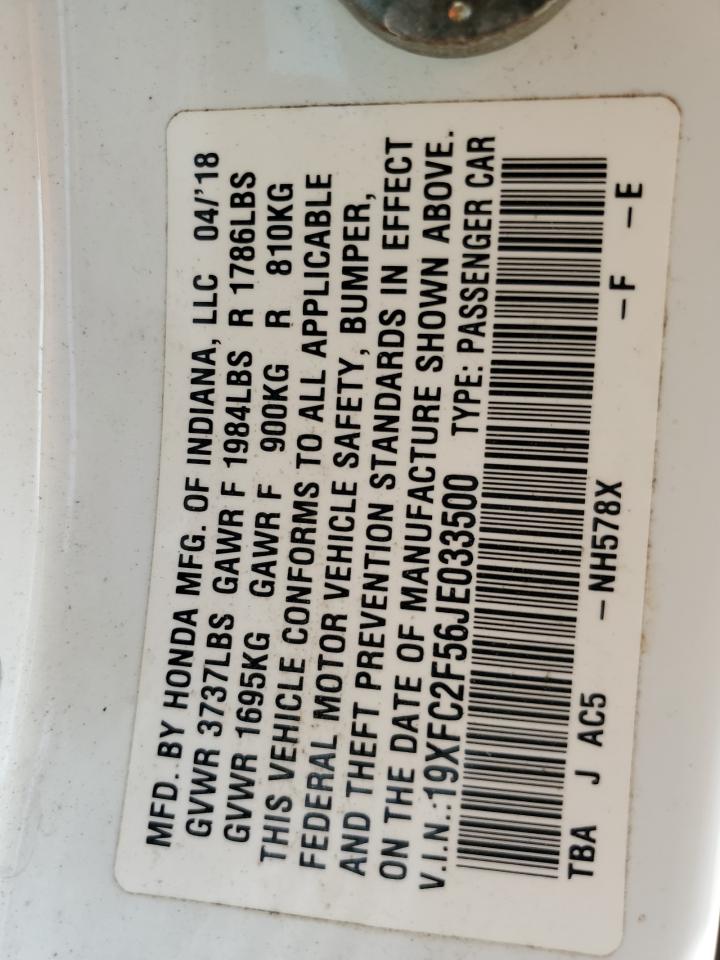 MFD. BY HONDA MFG. OF INDIANA, LLC 04/'18
GVWR 3737LBS GAWR F 1984LBS R 1786LBS
GVWR 1695KG GAWR F 900KG R 810KG
THIS VEHICLE CONFORMS TO ALL APPLICABLE
FEDERAL MOTOR VEHICLE SAFETY, BUMPER,
AND THEFT PREVENTION STANDARDS IN EFFECT
ON THE DATE OF MANUFACTURE SHOWN ABOVE.
V.I.N.:19XFC2F56JE033500 TYPE: PASSENGER CAR
TBA J AC5 -NH578X -F -E